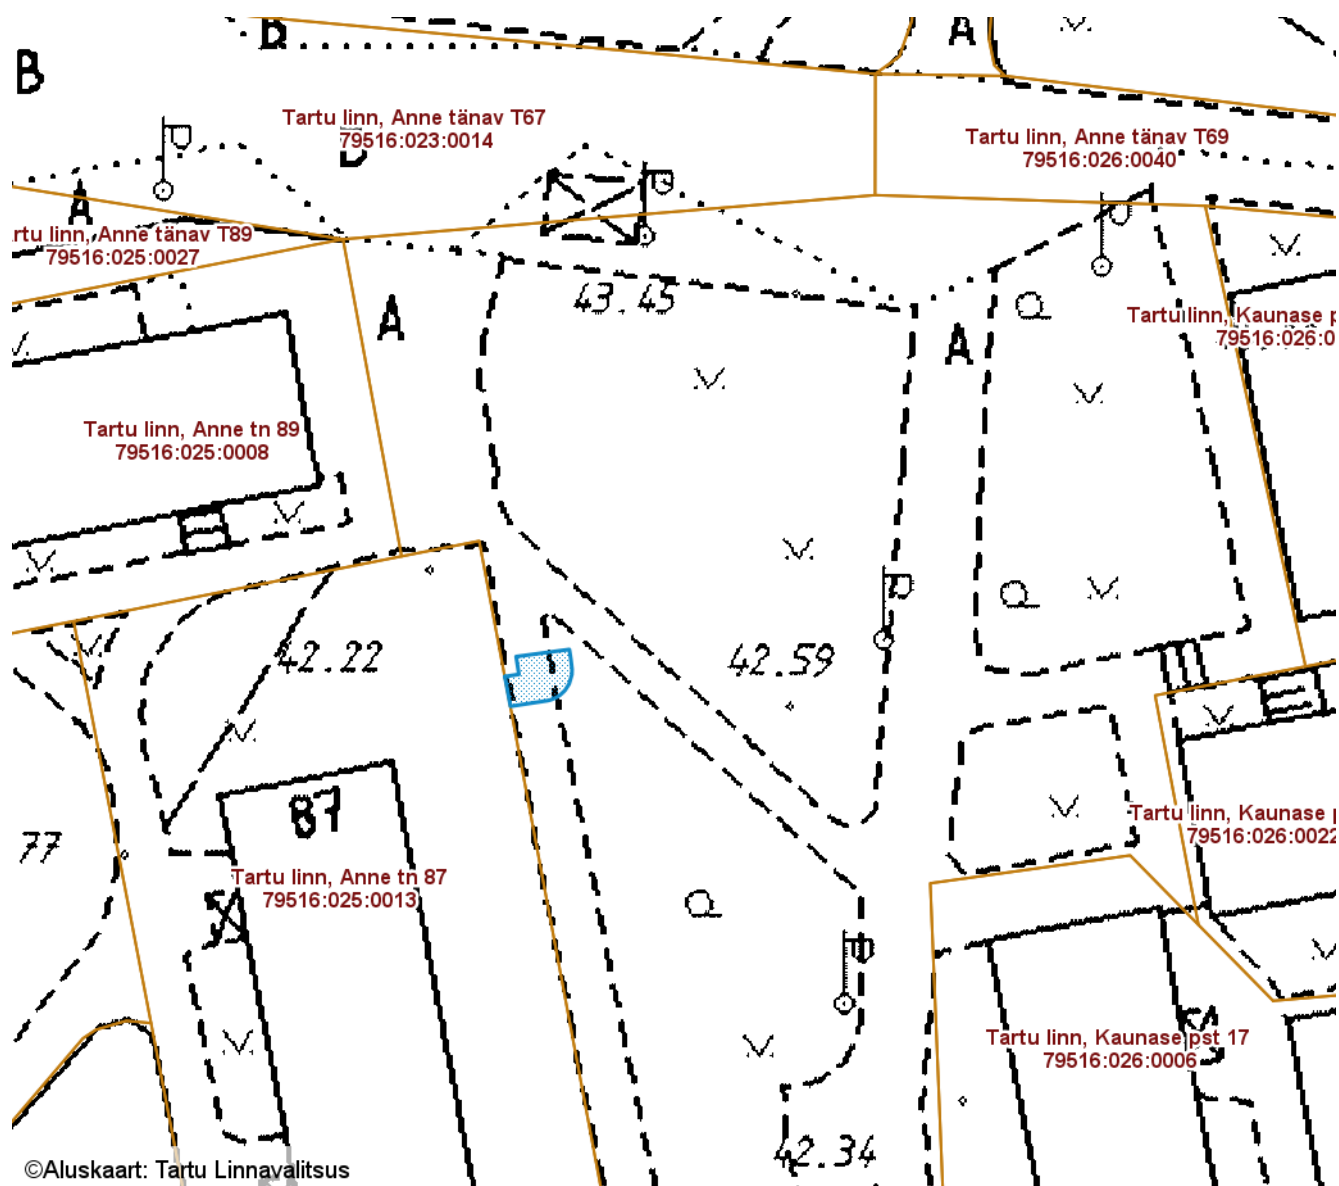 B
A
B
Tartu linn, Anne tänav T67
79516:023:0014
Tartu linn, Anne tänav T69
79516:026:0040
A
rtu linn, Anne tänav T89
79516:025:0027
43.45
A
A
Tartu linn, Kaunase p
79516:026:0
Tartu linn, Anne tn 89
79516:025:0008
42.22
42.59
87
77
Tartu linn, Kaunase p
79516:026:0022
Tartu linn, Anne tn 87
79516:025:0013
Tartu linn, Kaunase pst 17
79516:026:0006
42.34
©Aluskaart: Tartu Linnavalitsus